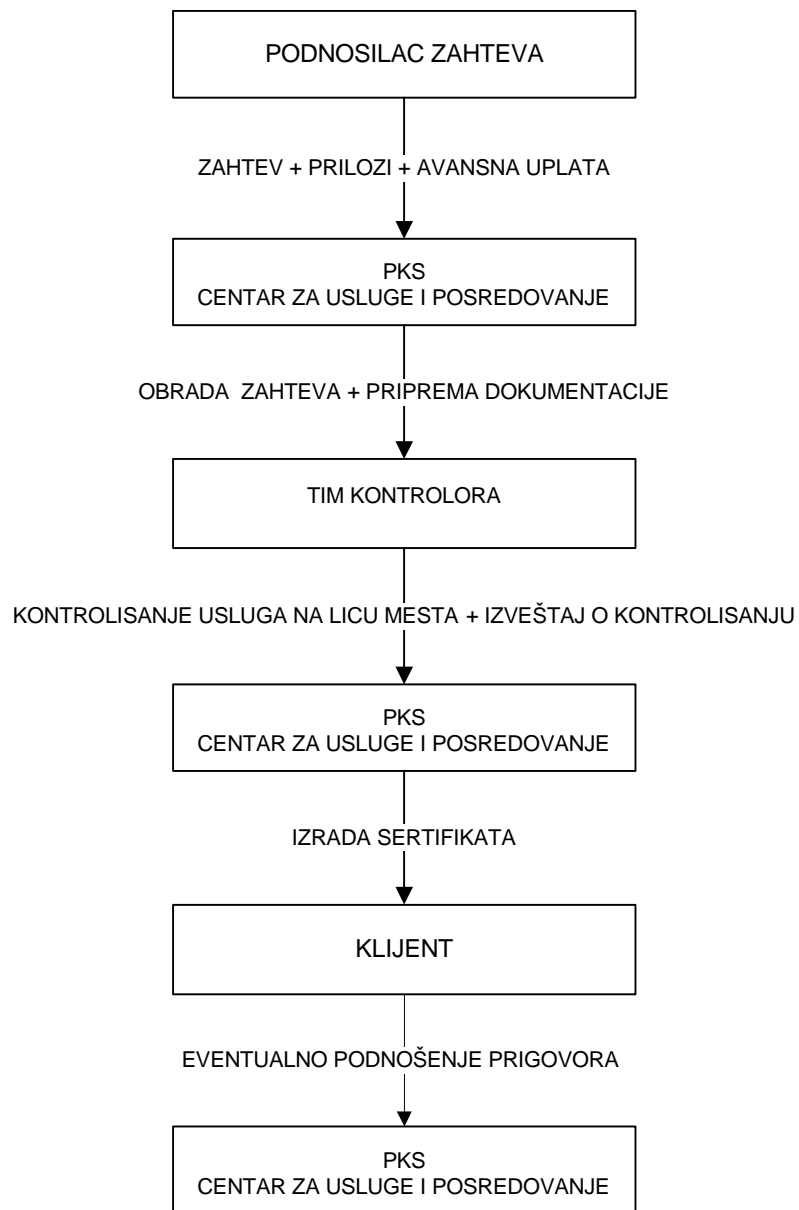 PODNOSILAC ZAHTEVA
ZAHTEV + PRILOZI + AVANSNA UPLATA
PKS
CENTAR ZA USLUGE I POSREDOVANJE
OBRADA ZAHTEVA + PRIPREMA DOKUMENTACIJE
TIM KONTROLORA
KONTROLISANJE USLUGA NA LICU MESTA + IZVEŠTAJ O KONTROLISANJU
PKS
CENTAR ZA USLUGE I POSREDOVANJE
IZRADA SERTIFIKATA
KLIJENT
EVENTUALNO PODNOŠENJE PRIGOVORA
PKS
CENTAR ZA USLUGE I POSREDOVANJE